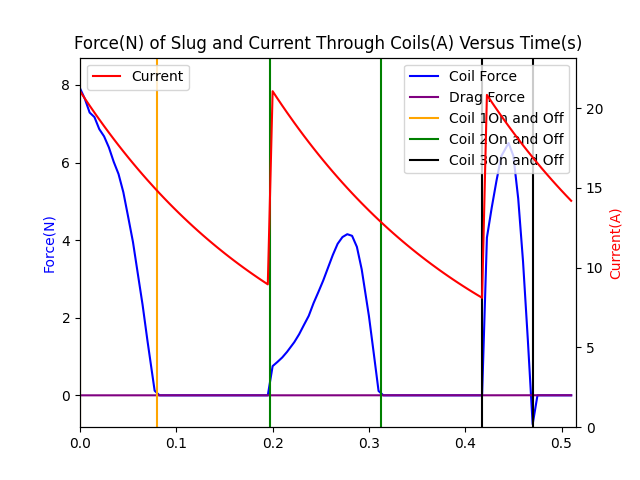 Force(N) of Slug and Current Through Coils(A) Versus Time(s)
Current
Coil Force
Drag Force
Coil 1On and Off
Coil 2On and Off
Coil 3On and Off
Force(N)
8
6
4
2
0
Current(A)
20
15
10
5
0
0.0 0.1 0.2 0.3 0.4 0.5